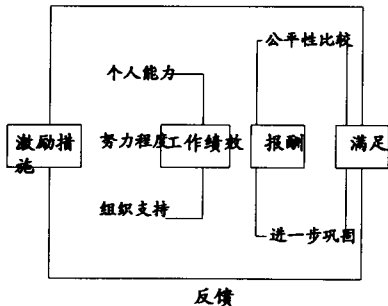 公平性比较
个人能力
激励措施
努力程度
工作绩效
报酬
满足
组织支持
进一步巩固
反馈